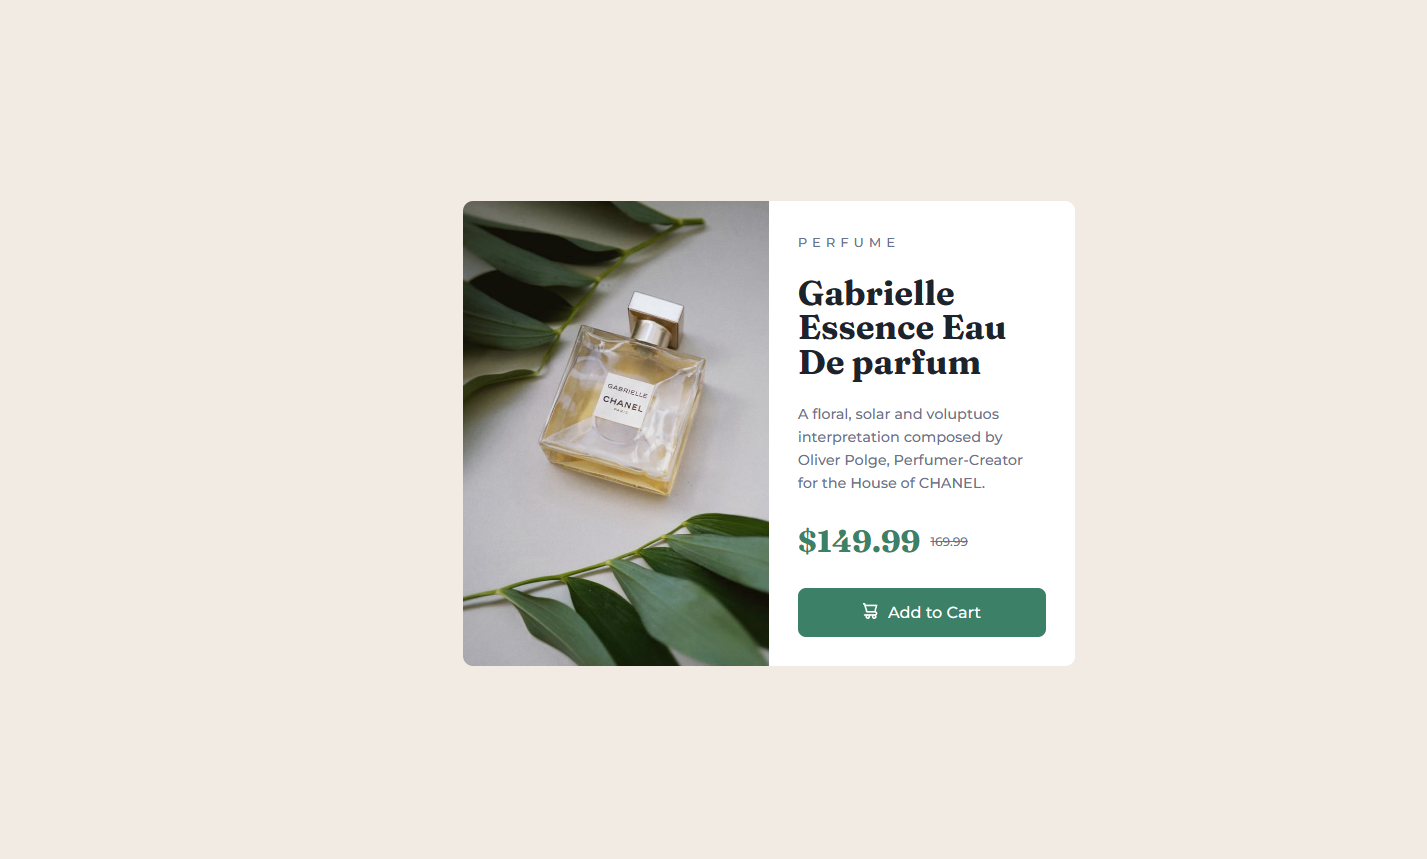 GABRIELLE
CHANEL
PARIS
PERFUME
Gabrielle
Essence Eau
De parfum
A floral, solar and voluptuos
interpretation composed by
Oliver Polge, Perfumer-Creator
for the House of CHANEL.
$149.99 169.99
Add to Cart